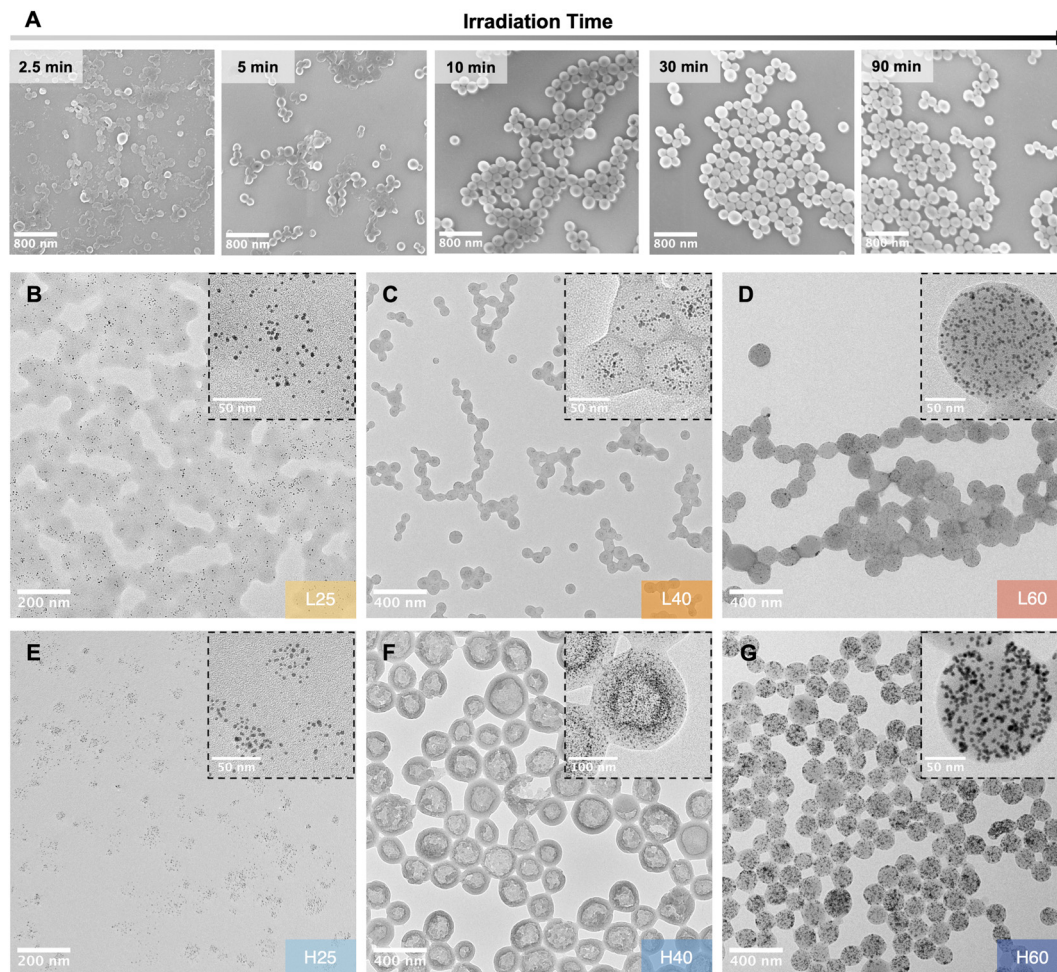 A
Irradiation Time
2.5 min
5 min
10 min
30 min
90 min
800 nm
800 nm
800 nm
800 nm
800 nm
B
50 nm
200 nm
L25
C
50 nm
400 nm
L40
D
50 nm
400 nm
L60
E
50 nm
200 nm
H25
F
100 nm
400 nm
H40
G
50 nm
400 nm
H60